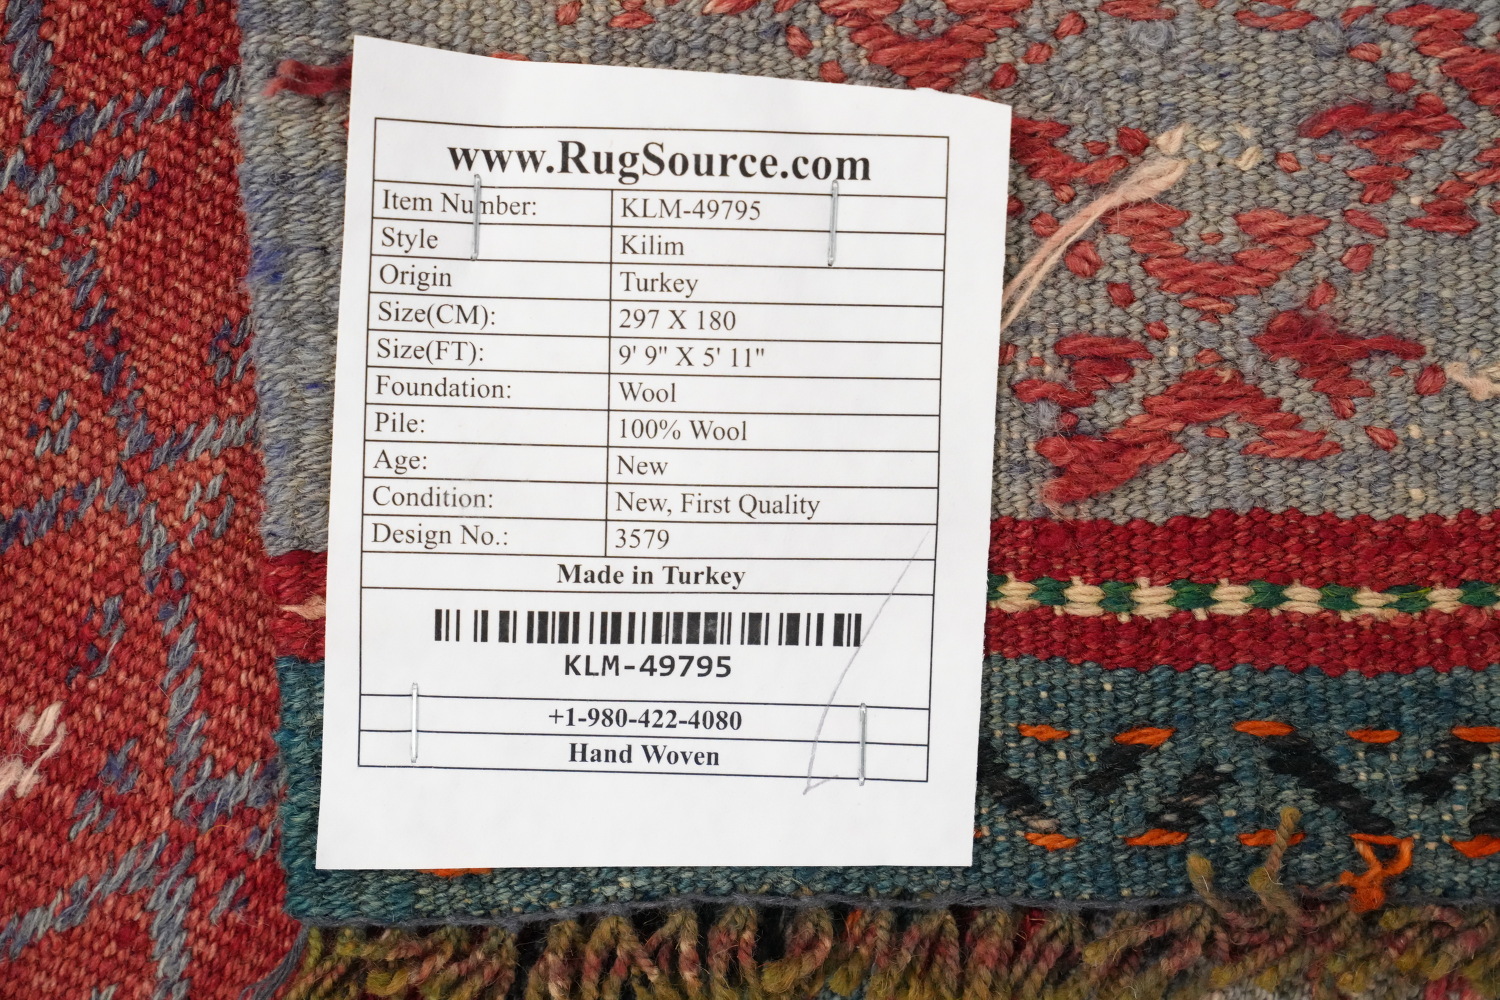 www.RugSource.com
Item Number: KLM-49795
Style Kilim
Origin Turkey
Size(CM): 297 X 180
Size(FT): 9' 9" X 5' 11"
Foundation: Wool
Pile: 100% Wool
Age: New
Condition: New, First Quality
Design No.: 3579
Made in Turkey
KLM-49795
+1-980-422-4080
Hand Woven